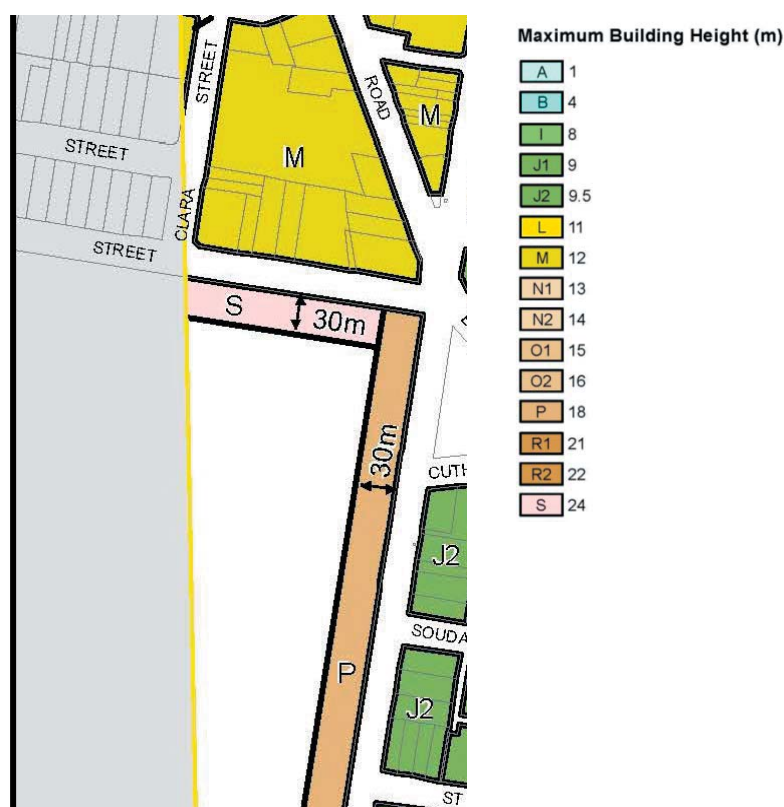 STREET
ROAD
STREET
CLARA
STREET
M
M
S
30m
30m
CUTH
J2
SOUDA
P
J2
ST
Maximum Building Height (m)
A 1
B 4
I 8
J1 9
J2 9.5
L 11
M 12
N1 13
N2 14
O1 15
O2 16
P 18
R1 21
R2 22
S 24